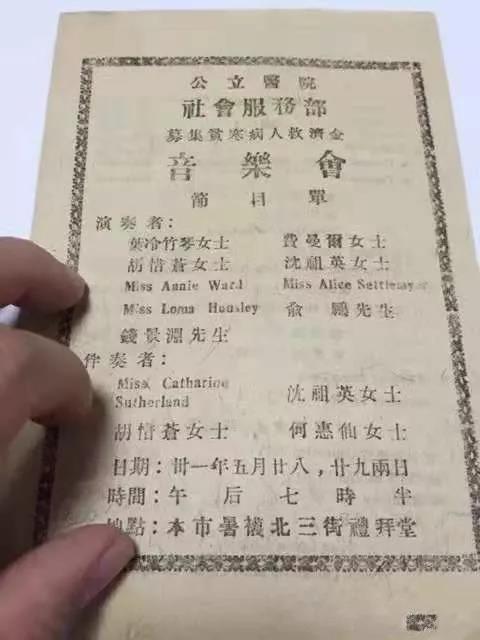 公立醫院
社會服務部
募集貧寒病人救濟金
音樂會
節目單
演奏者：
葉冷竹琴女士 費曼爾女士
胡惜蒼女士 沈祖英女士
Miss Annie Ward Miss Alice Settlemyer
Miss Loma Housley 俞鵬先生
錢景淵先生
伴奏者：
Miss Catharine
Sutherland 沈祖英女士
胡惜蒼女士 何惠仙女士
日期：卅一年五月廿八，廿九兩日
時間：午后七時半
地點：本市暑襪北三街禮拜堂